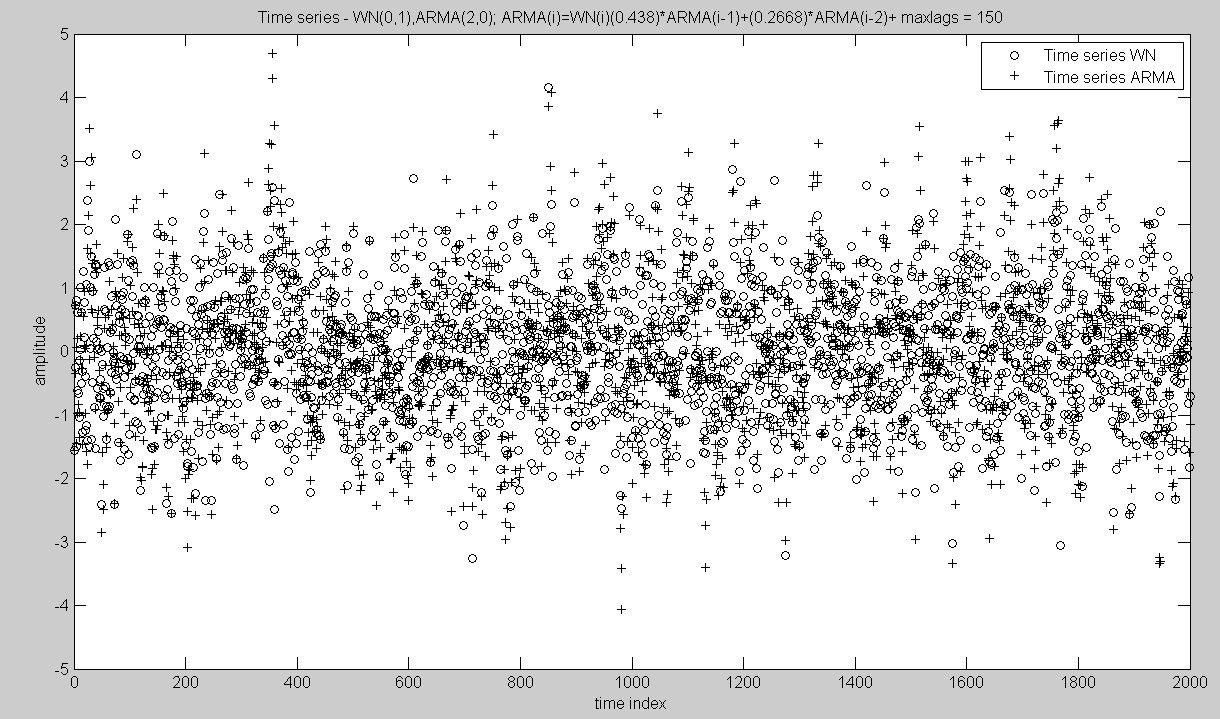 Time series - WN(0,1),ARMA(2,0); ARMA(i)=WN(i)(0.438)*ARMA(i-1)+(0.2668)*ARMA(i-2)+ maxlags = 150
Time series WN
Time series ARMA
5
4
3
2
1
0
-1
-2
-3
-4
-5
amplitude
0 200 400 600 800 1000 1200 1400 1600 1800 2000
time index